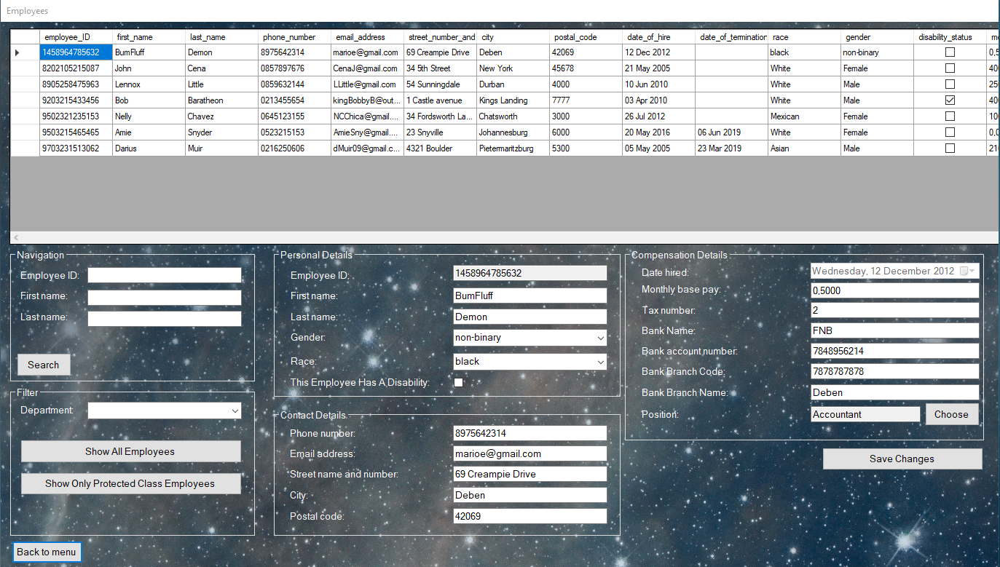 Employees
employee_ID first_name last_name phone_number email_address street_number_and city postal_code date_of_hire date_of_termination race gender disability_status
1458964785632 BumFluff Demon 8975642314 marioe@gmail.com 69 Creampie Drive Deben 42069 12 Dec 2012 black non-binary 0,5
8202105215087 John Cena 0857897676 CenaJ@gmail.com 34 5th Street New York 45678 21 May 2005 White Female 400
8905258475963 Lennox Little 0859632144 LLittle@gmail.com 54 Sunningdale Durban 4000 10 Jun 2010 White Male 250
9203215433456 Bob Baratheon 0213455654 kingBobbyB@out... 1 Castle avenue Kings Landing 7777 03 Apr 2010 White Male 400
9502321235153 Nelly Chavez 0645123155 NCChica@gmail.... 34 Fordsworth La... Chatsworth 3000 26 Jul 2012 Mexican Female 100
9503215465465 Amie Snyder 0523215153 AmieSny@gmail.... 23 Snyville Johannesburg 6000 20 May 2016 06 Jun 2019 White Female 0,0
9703231513062 Darius Muir 0216250606 dMuir09@gmail.c... 4321 Boulder Pietermaritzburg 5300 05 May 2005 23 Mar 2019 Asian Male 210
Navigation
Employee ID:
First name:
Last name:
Search
Filter
Department:
Show All Employees
Show Only Protected Class Employees
Back to menu
Personal Details
Employee ID: 1458964785632
First name: BumFluff
Last name: Demon
Gender: non-binary
Race: black
This Employee Has A Disability:
Contact Details
Phone number: 8975642314
Email address: marioe@gmail.com
Street name and number: 69 Creampie Drive
City: Deben
Postal code: 42069
Compensation Details
Date hired: Wednesday, 12 December 2012
Monthly base pay: 0,5000
Tax number: 2
Bank Name: FNB
Bank account number: 7848956214
Bank Branch Code: 7878787878
Bank Branch Name: Deben
Position: Accountant Choose
Save Changes